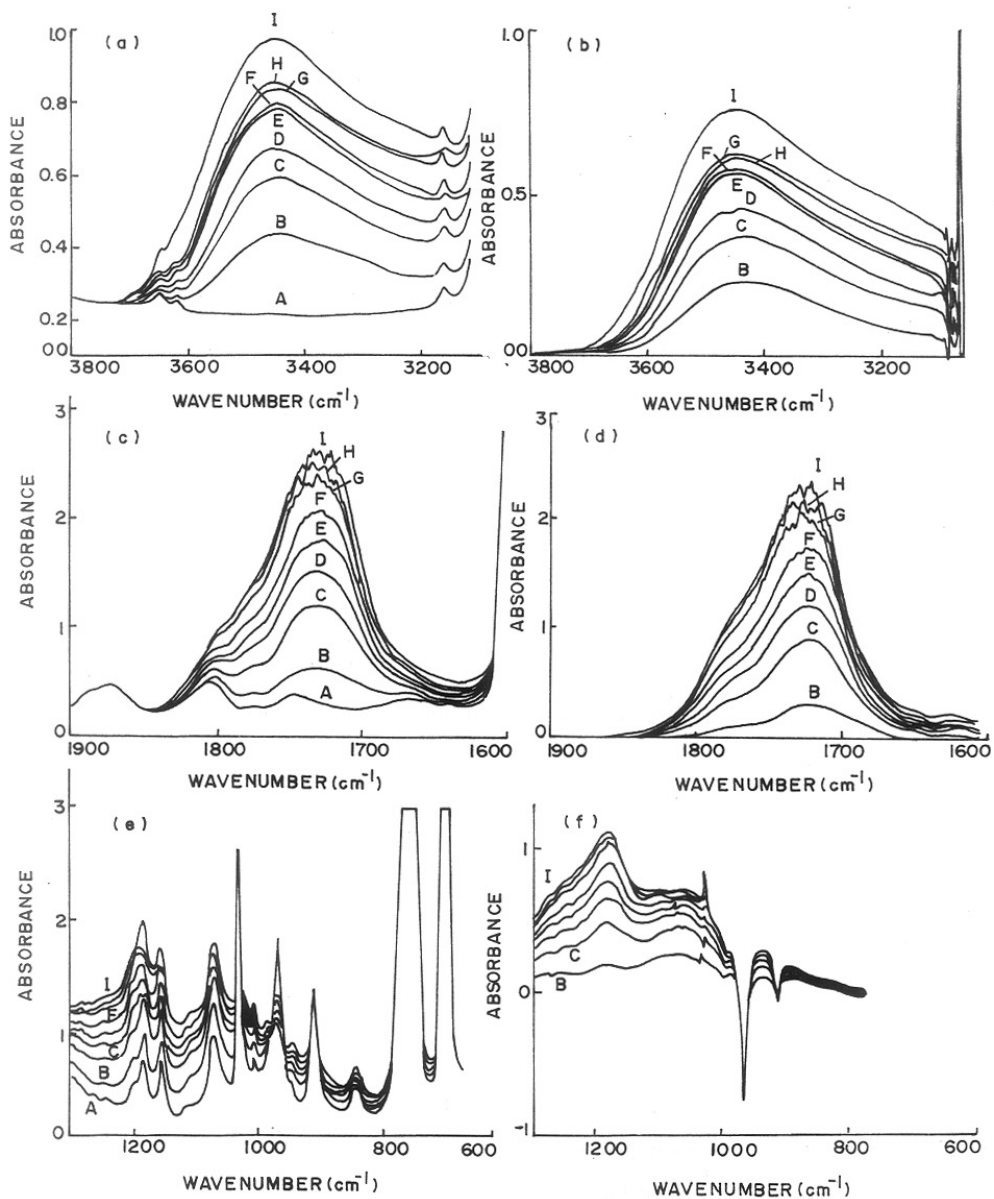 (a)
1.0
0.8
0.6
0.4
0.2
00
ABSORBANCE
I
H
F G
E
D
C
B
A
3800 3600 3400 3200
WAVENUMBER (cm⁻¹)
(b)
1.0
0.5
00
ABSORBANCE
I
G
F H
E D
C
B
3800 3600 3400 3200
WAVENUMBER (cm⁻¹)
(c)
3
2
1
0
ABSORBANCE
I
H
G
F
E
D
C
B
A
1900 1800 1700 1600
WAVENUMBER (cm⁻¹)
(d)
3
2
1
0
ABSORBANCE
I
H
G
F
E
D
C
B
1900 1800 1700 1600
WAVENUMBER (cm⁻¹)
(e)
3
2
1
0
ABSORBANCE
I
F
C
B
A
1200 1000 800 600
WAVENUMBER (cm⁻¹)
(f)
1
0
-1
ABSORBANCE
I
C
B
1200 1000 800 600
WAVENUMBER (cm⁻¹)